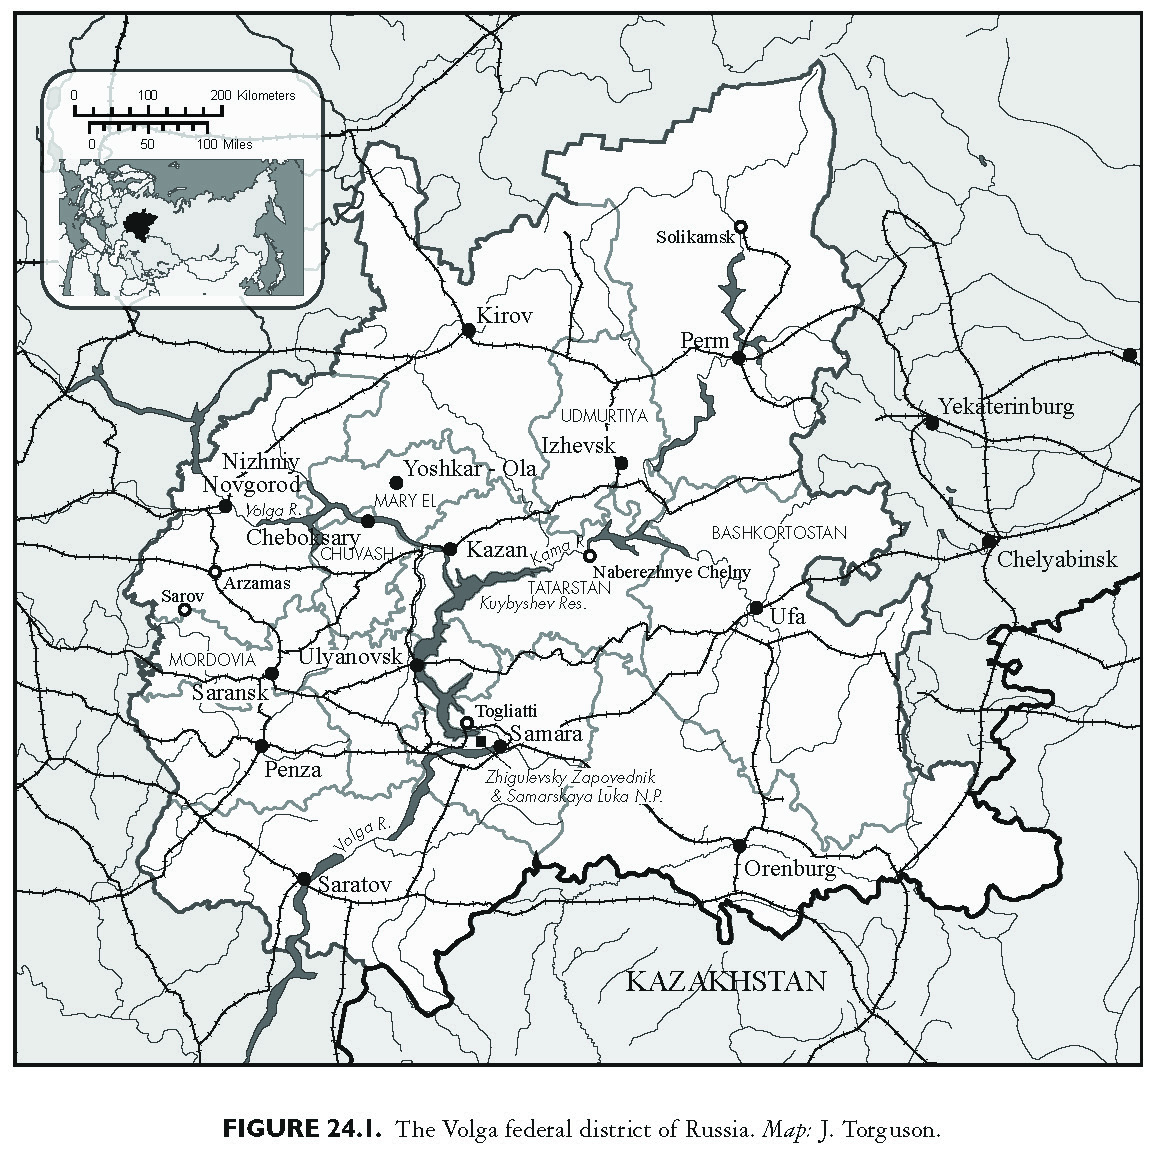 0 100 200 Kilometers
0 50 100 Miles
Solikamsk
Kirov
Perm
Yekaterinburg
UDMURTIYA
Izhevsk
Nizhniy
Novgorod
Yoshkar - Ola
MARY EL
Volga R.
Cheboksary
CHUVASH
Kazan
Kama R.
BASHKORTOSTAN
Chelyabinsk
Arzamas
Naberezhnye Chelny
TATARSTAN
Sarov
Kuybyshev Res.
Ufa
MORDOVIA
Ulyanovsk
Saransk
Togliatti
Samara
Penza
Zhigulevsky Zapovednik
& Samarskaya Luka N.P.
Volga R.
Orenburg
Saratov
KAZAKHSTAN
FIGURE 24.1. The Volga federal district of Russia. Map: J. Torguson.